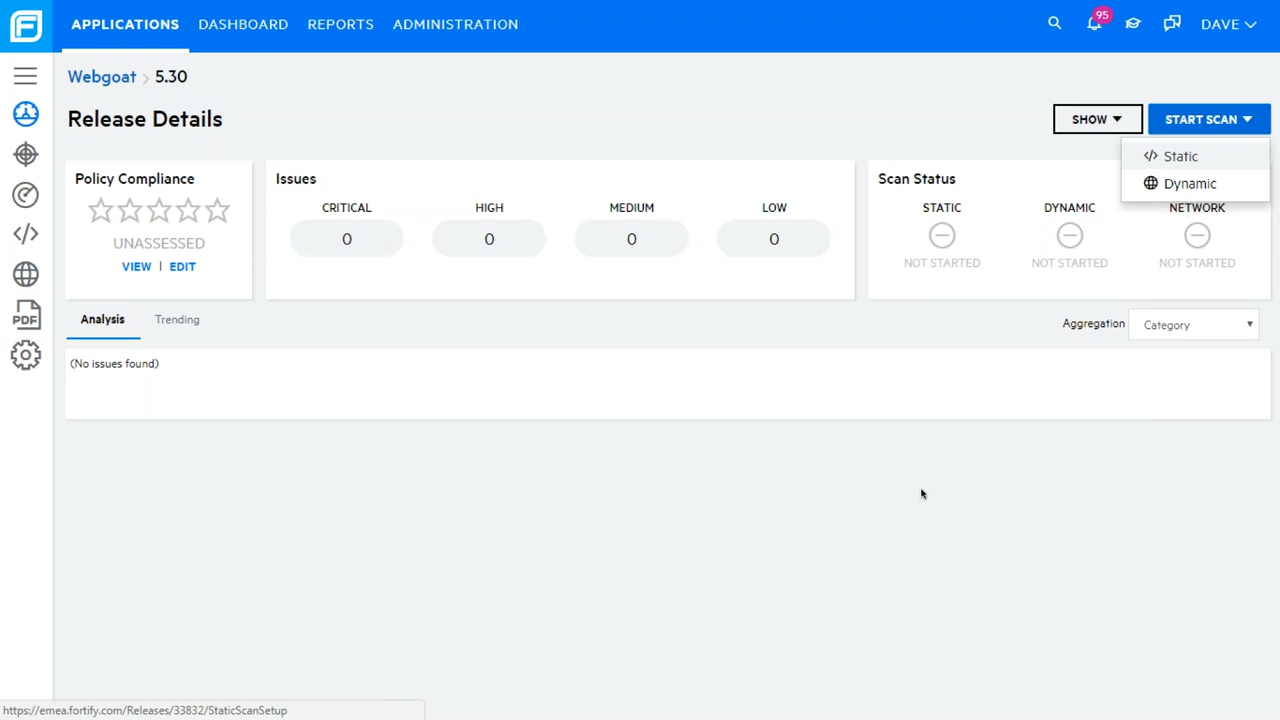 APPLICATIONS DASHBOARD REPORTS ADMINISTRATION 95 DAVE
Webgoat > 5.30
Release Details
SHOW START SCAN
</> Static
Dynamic
Policy Compliance
UNASSESSED
VIEW | EDIT
Issues
CRITICAL HIGH MEDIUM LOW
0 0 0 0
Scan Status
STATIC DYNAMIC NETWORK
NOT STARTED NOT STARTED NOT STARTED
Analysis Trending
Aggregation Category
(No issues found)
PDF
https://emea.fortify.com/Releases/33832/StaticScanSetup